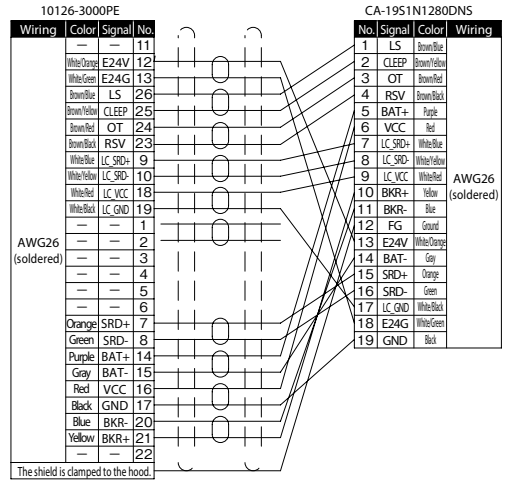 10126-3000PE
Wiring Color Signal No.
AWG26
(soldered)
— — 11
White/Orange E24V 12
White/Green E24G 13
Brown/Blue LS 26
Brown/Yellow CLEEP 25
Brown/Red OT 24
Brown/Black RSV 23
White/Blue LC_SRD+ 9
White/Yellow LC_SRD- 10
White/Red LC_VCC 18
White/Black LC_GND 19
— — 1
— — 2
— — 3
— — 4
— — 5
— — 6
Orange SRD+ 7
Green SRD- 8
Purple BAT+ 14
Gray BAT- 15
Red VCC 16
Black GND 17
Blue BKR- 20
Yellow BKR+ 21
— — 22
The shield is clamped to the hood.
CA-19S1N1280DNS
No. Signal Color Wiring
1 LS Brown/Blue
2 CLEEP Brown/Yellow
3 OT Brown/Red
4 RSV Brown/Black
5 BAT+ Purple
6 VCC Red
7 LC_SRD+ White/Blue
8 LC_SRD- White/Yellow
9 LC_VCC White/Red
10 BKR+ Yellow
11 BKR- Blue
12 FG Ground
13 E24V White/Orange
14 BAT- Gray
15 SRD+ Orange
16 SRD- Green
17 LC_GND White/Black
18 E24G White/Green
19 GND Black
AWG26
(soldered)